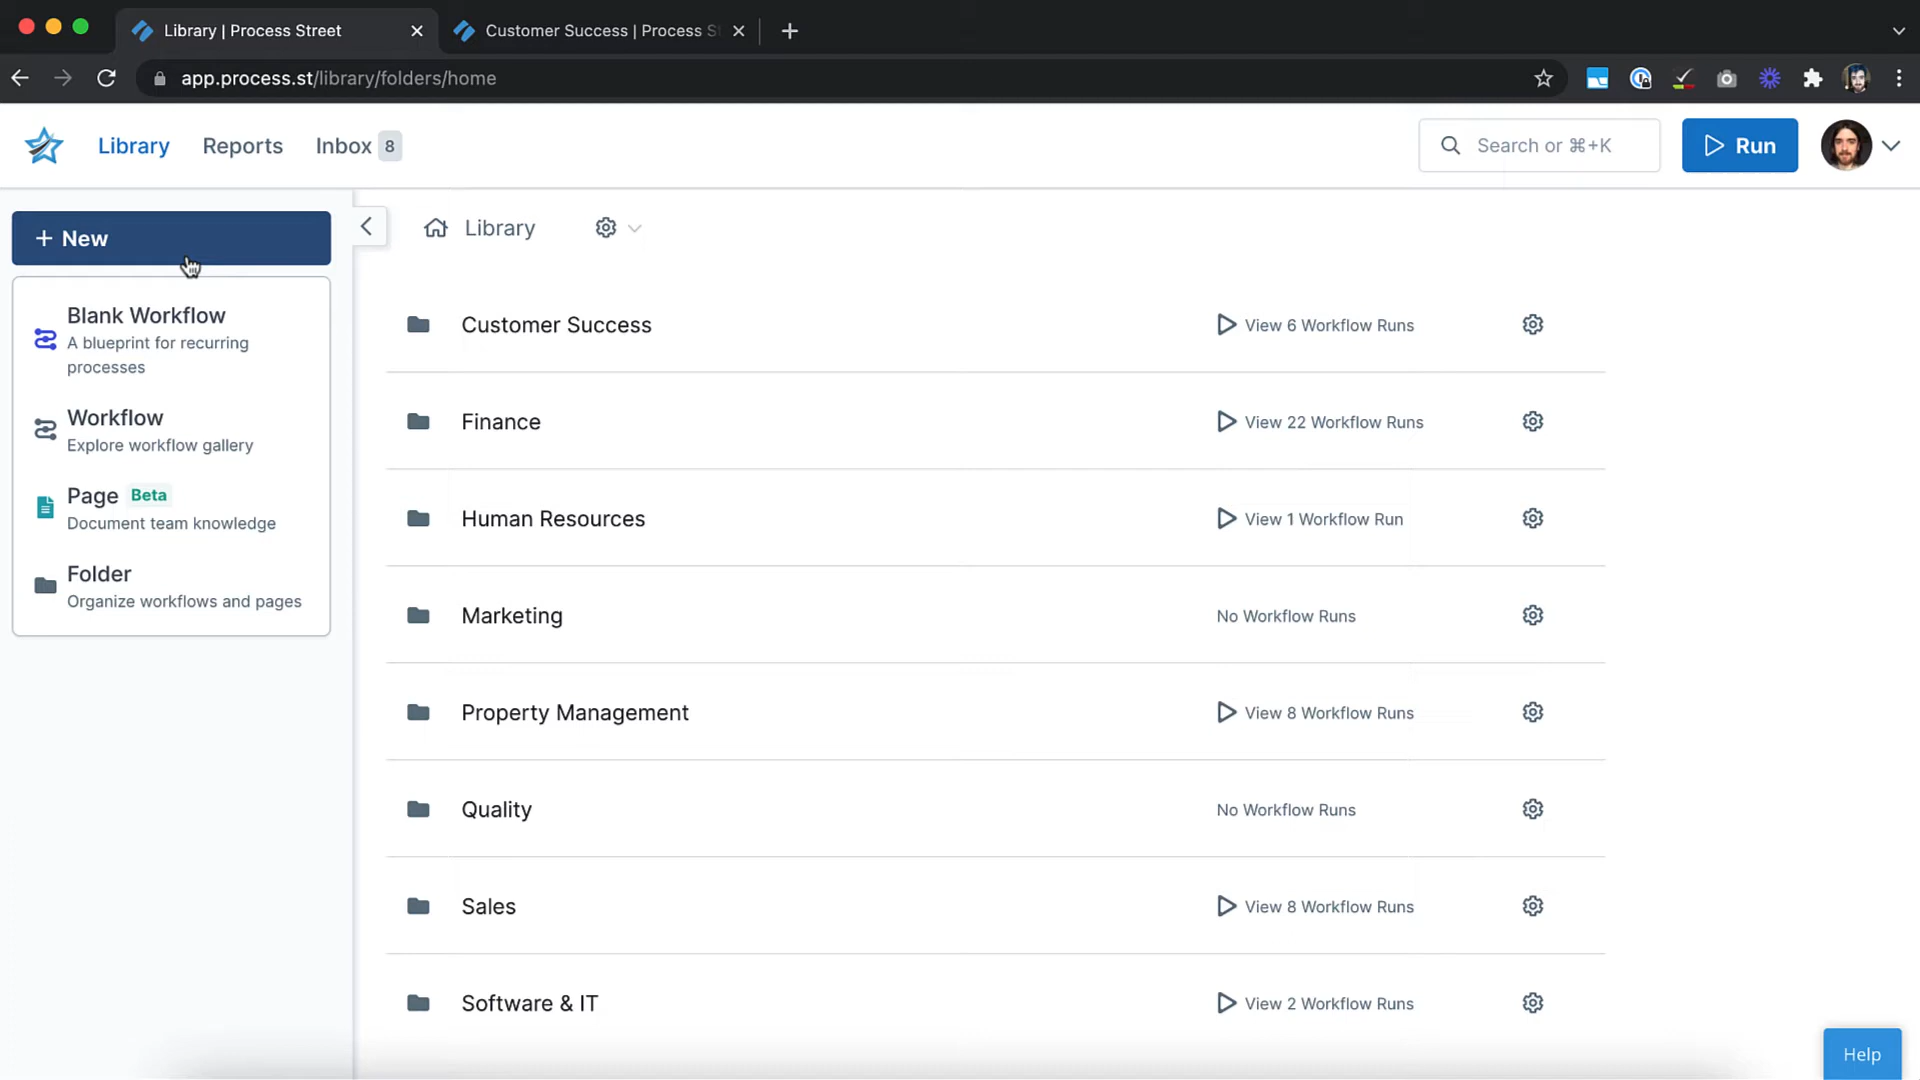 Library | Process Street
Customer Success | Process S
app.process.st/library/folders/home
Library
Reports
Inbox 8
Search or ⌘+K
Run
+ New
Library
Blank Workflow
A blueprint for recurring
processes
Workflow
Explore workflow gallery
Page Beta
Document team knowledge
Folder
Organize workflows and pages
Customer Success View 6 Workflow Runs
Finance View 22 Workflow Runs
Human Resources View 1 Workflow Run
Marketing No Workflow Runs
Property Management View 8 Workflow Runs
Quality No Workflow Runs
Sales View 8 Workflow Runs
Software & IT View 2 Workflow Runs
Help